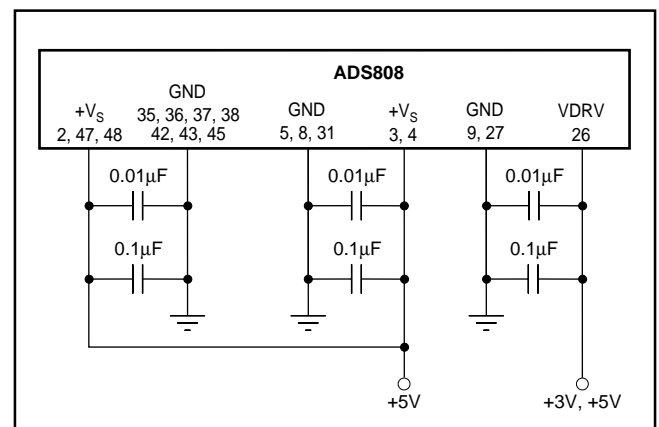 ADS808
GND
+VS 35, 36, 37, 38 GND +VS GND VDRV
2, 47, 48 42, 43, 45 5, 8, 31 3, 4 9, 27 26
0.01µF 0.01µF 0.01µF
0.1µF 0.1µF 0.1µF
+5V +3V, +5V